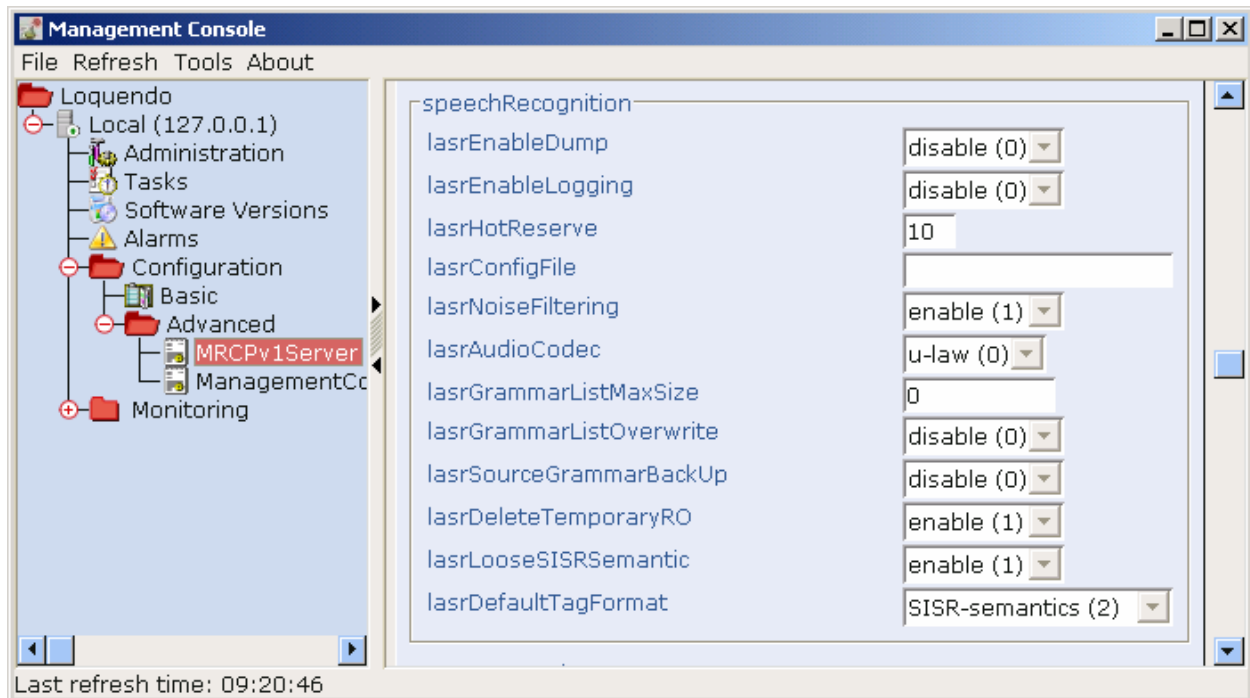 Management Console
File Refresh Tools About
Loquendo
Local (127.0.0.1)
Administration
Tasks
Software Versions
Alarms
Configuration
Basic
Advanced
MRCPv1Server
ManagementCo
Monitoring
speechRecognition
lasrEnableDump disable (0)
lasrEnableLogging disable (0)
lasrHotReserve 10
lasrConfigFile
lasrNoiseFiltering enable (1)
lasrAudioCodec u-law (0)
lasrGrammarListMaxSize 0
lasrGrammarListOverwrite disable (0)
lasrSourceGrammarBackUp disable (0)
lasrDeleteTemporaryRO enable (1)
lasrLooseSISRSemantic enable (1)
lasrDefaultTagFormat SISR-semantics (2)
Last refresh time: 09:20:46